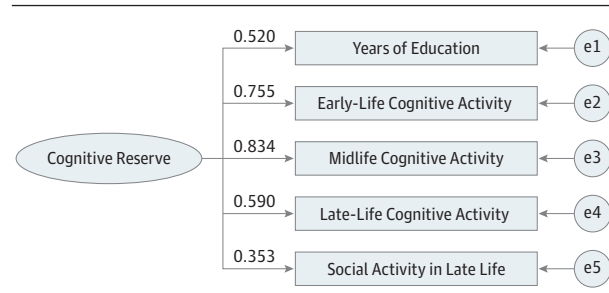 0.520
Years of Education
e1
0.755
Early-Life Cognitive Activity
e2
Cognitive Reserve
0.834
Midlife Cognitive Activity
e3
0.590
Late-Life Cognitive Activity
e4
0.353
Social Activity in Late Life
e5